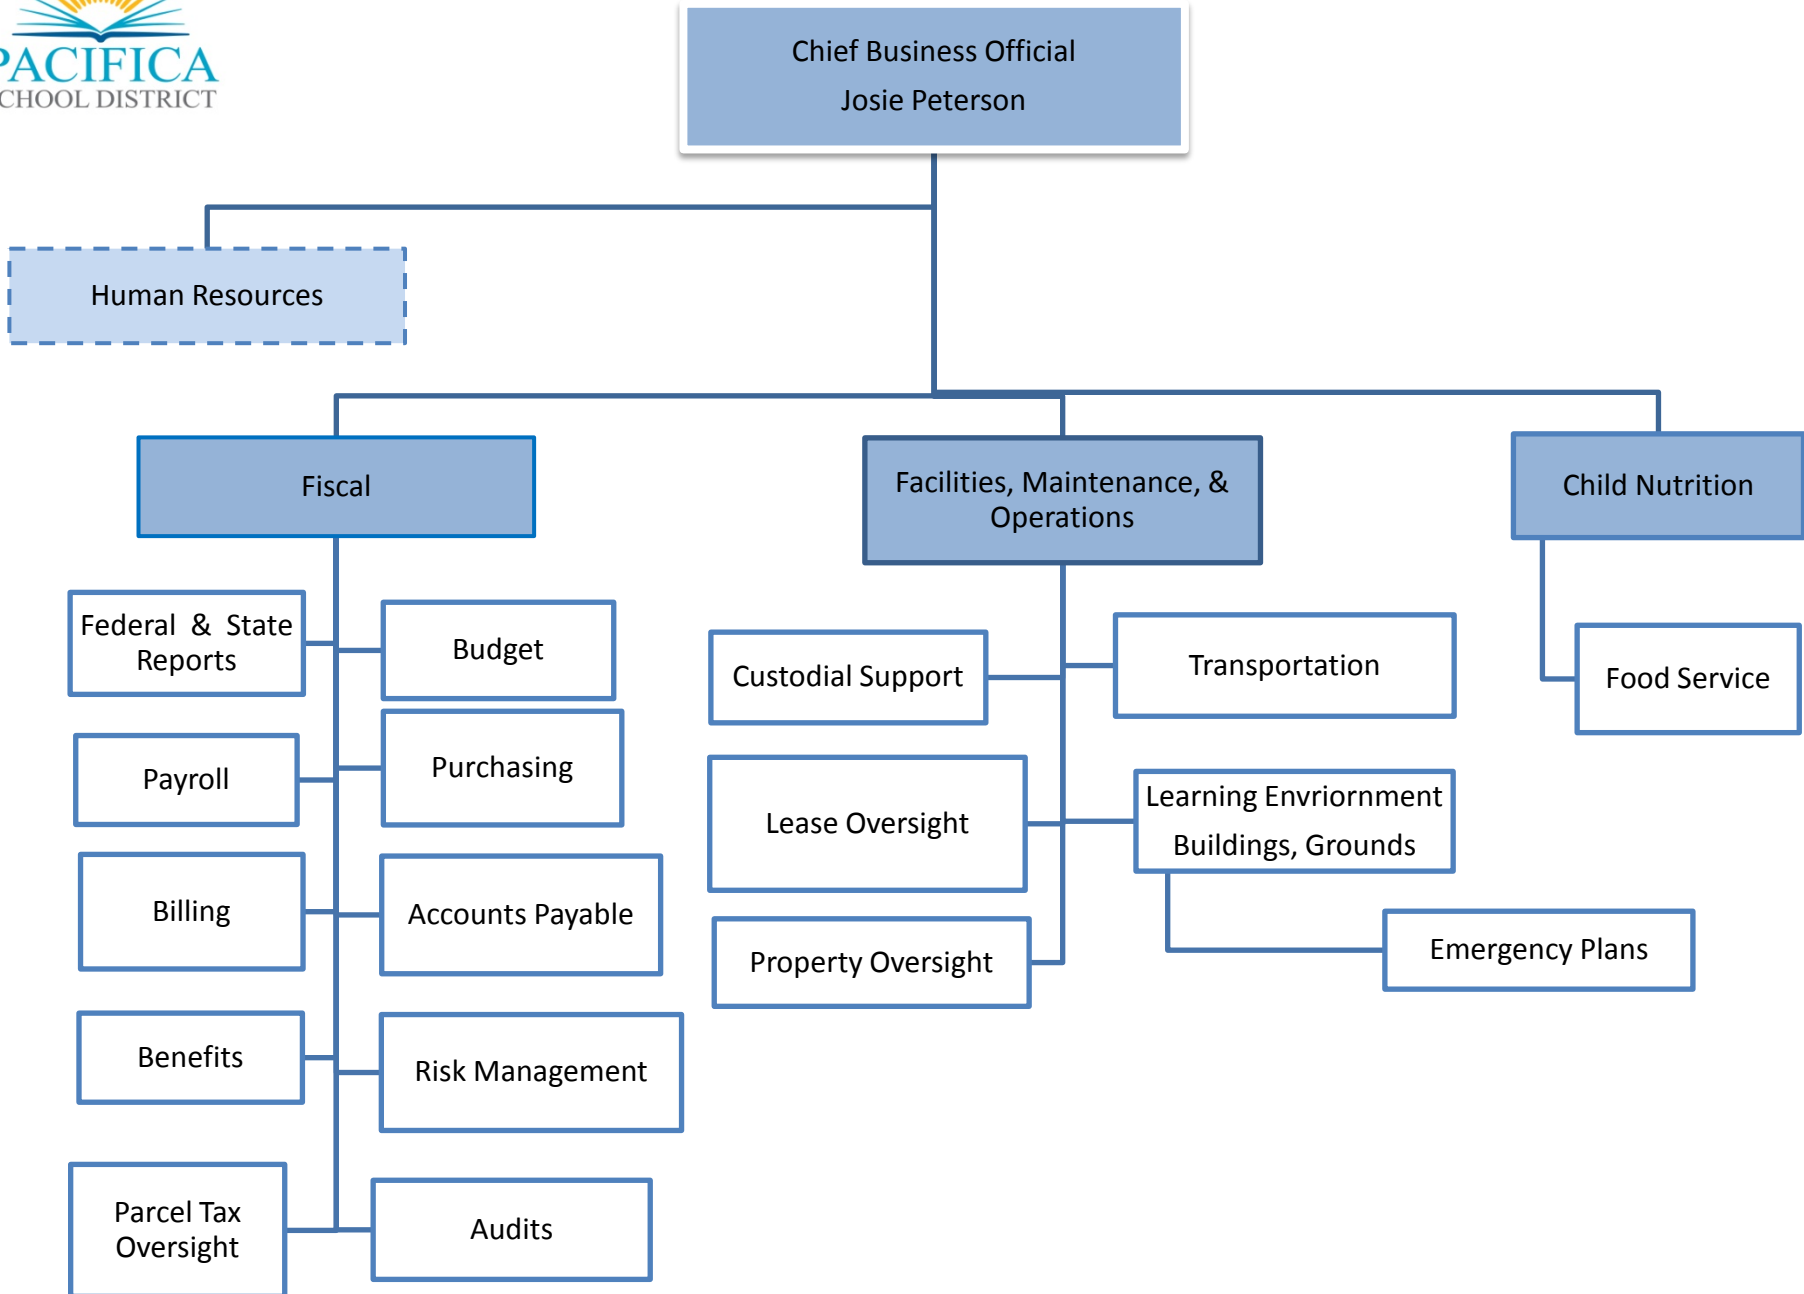 PACIFICA
SCHOOL DISTRICT
Chief Business Official
Josie Peterson
Human Resources
Fiscal
Facilities, Maintenance, &
Operations
Child Nutrition
Federal & State
Reports
Budget
Custodial Support
Transportation
Food Service
Payroll
Purchasing
Lease Oversight
Learning Envriornment
Buildings, Grounds
Billing
Accounts Payable
Property Oversight
Emergency Plans
Benefits
Risk Management
Parcel Tax
Oversight
Audits